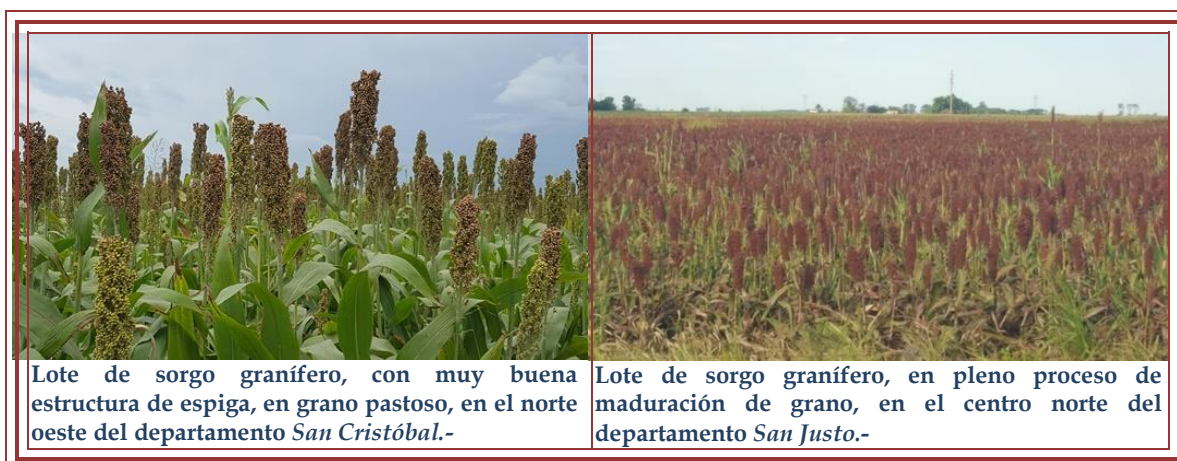 Lote de sorgo granífero, con muy buena
estructura de espiga, en grano pastoso, en el norte
oeste del departamento San Cristóbal.-
Lote de sorgo granífero, en pleno proceso de
maduración de grano, en el centro norte del
departamento San Justo.-